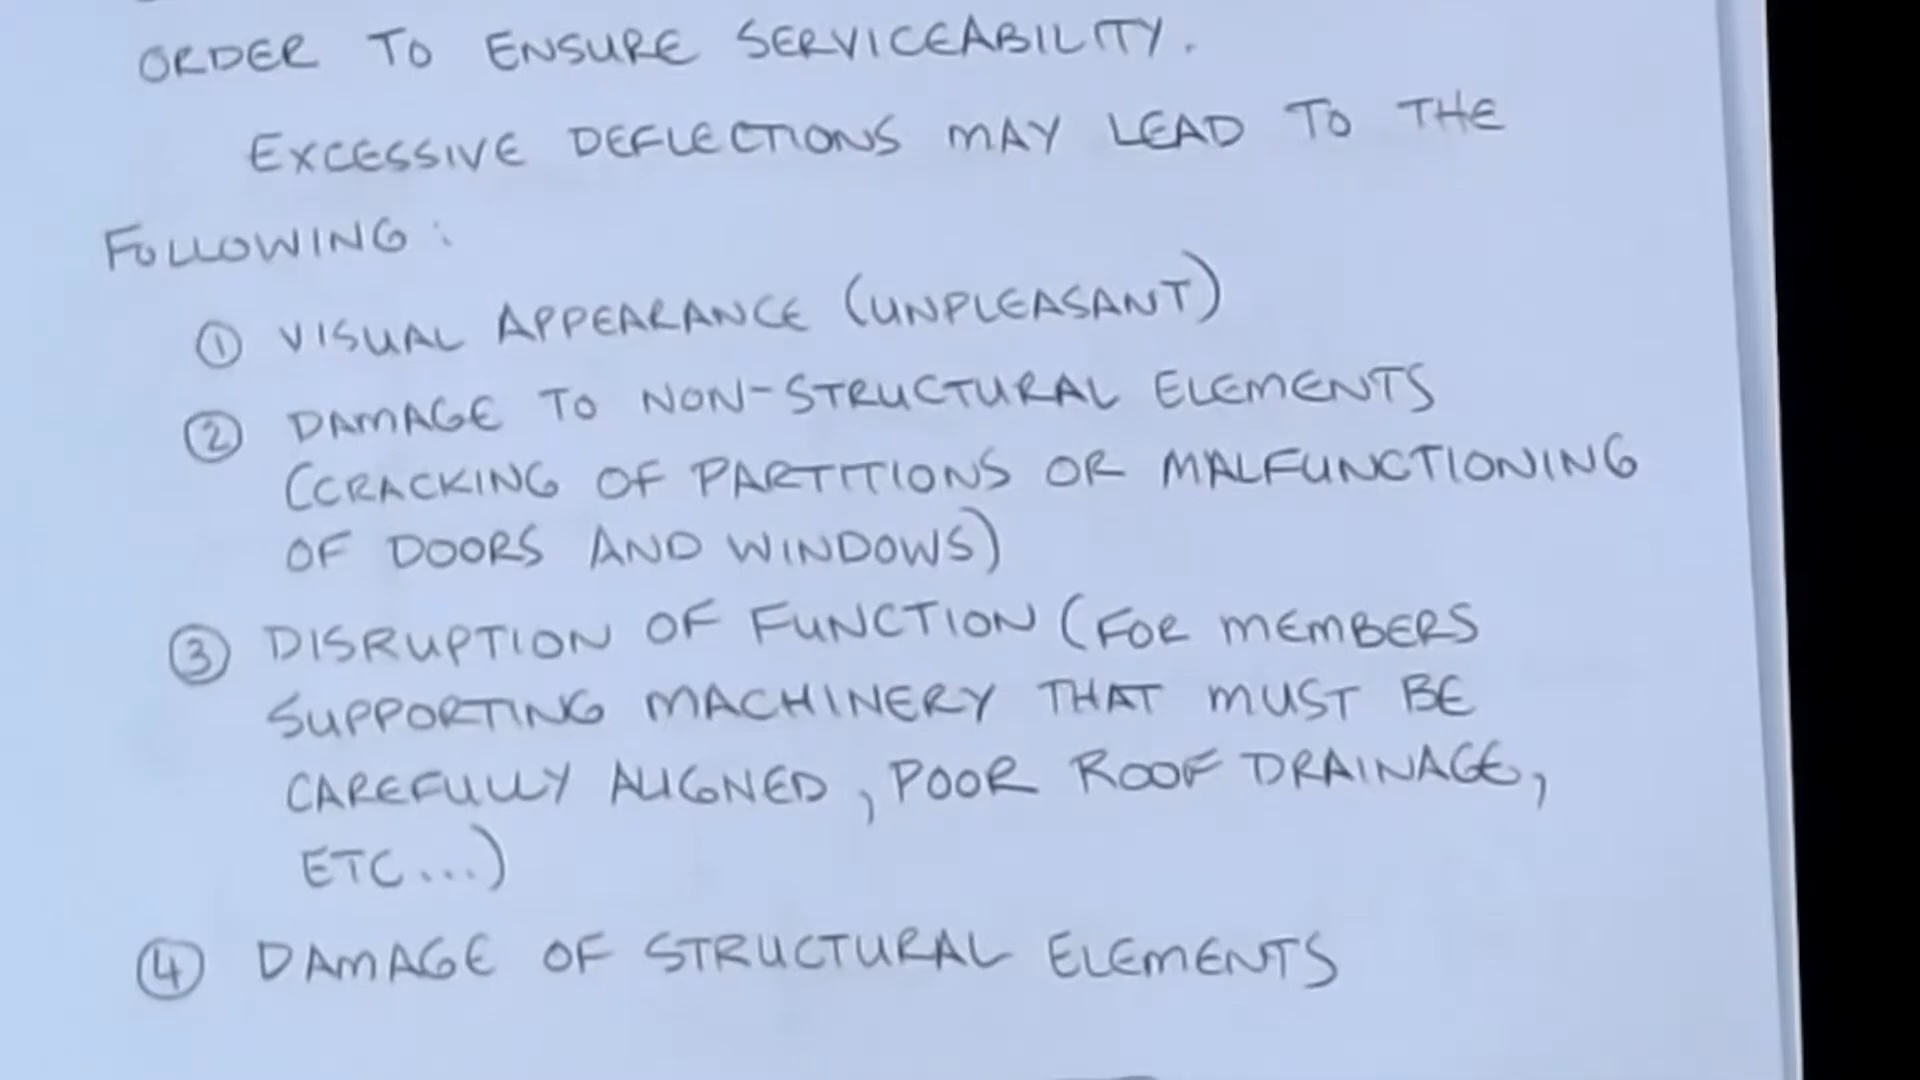 ORDER TO ENSURE SERVICEABILITY.
EXCESSIVE DEFLECTIONS MAY LEAD TO THE
FOLLOWING:
① VISUAL APPEARANCE (UNPLEASANT)
② DAMAGE TO NON-STRUCTURAL ELEMENTS
(CRACKING OF PARTITIONS OR MALFUNCTIONING
OF DOORS AND WINDOWS)
③ DISRUPTION OF FUNCTION (FOR MEMBERS
SUPPORTING MACHINERY THAT MUST BE
CAREFULLY ALIGNED, POOR ROOF DRAINAGE,
ETC...)
④ DAMAGE OF STRUCTURAL ELEMENTS